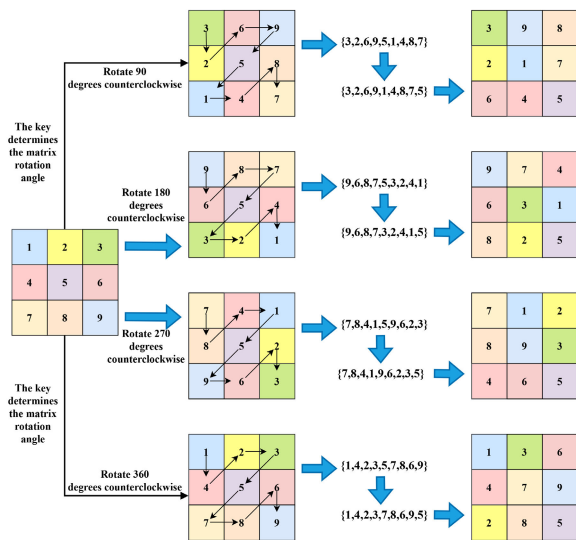 3 6 9
2 5 8
1 4 7
{3,2,6,9,5,1,4,8,7}
{3,2,6,9,1,4,8,7,5}
3 9 8
2 1 7
6 4 5
Rotate 90
degrees counterclockwise
The key
determines
the matrix
rotation
angle
9 8 7
6 5 4
3 2 1
{9,6,8,7,5,3,2,4,1}
{9,6,8,7,3,2,4,1,5}
9 7 4
6 3 1
8 2 5
Rotate 180
degrees
counterclockwise
1 2 3
4 5 6
7 8 9
Rotate 270
degrees
counterclockwise
7 4 1
8 5 2
9 6 3
{7,8,4,1,5,9,6,2,3}
{7,8,4,1,9,6,2,3,5}
7 1 2
8 9 3
4 6 5
The key
determines
the matrix
rotation
angle
Rotate 360
degrees counterclockwise
1 2 3
4 5 6
7 8 9
{1,4,2,3,5,7,8,6,9}
{1,4,2,3,7,8,6,9,5}
1 3 6
4 7 9
2 8 5